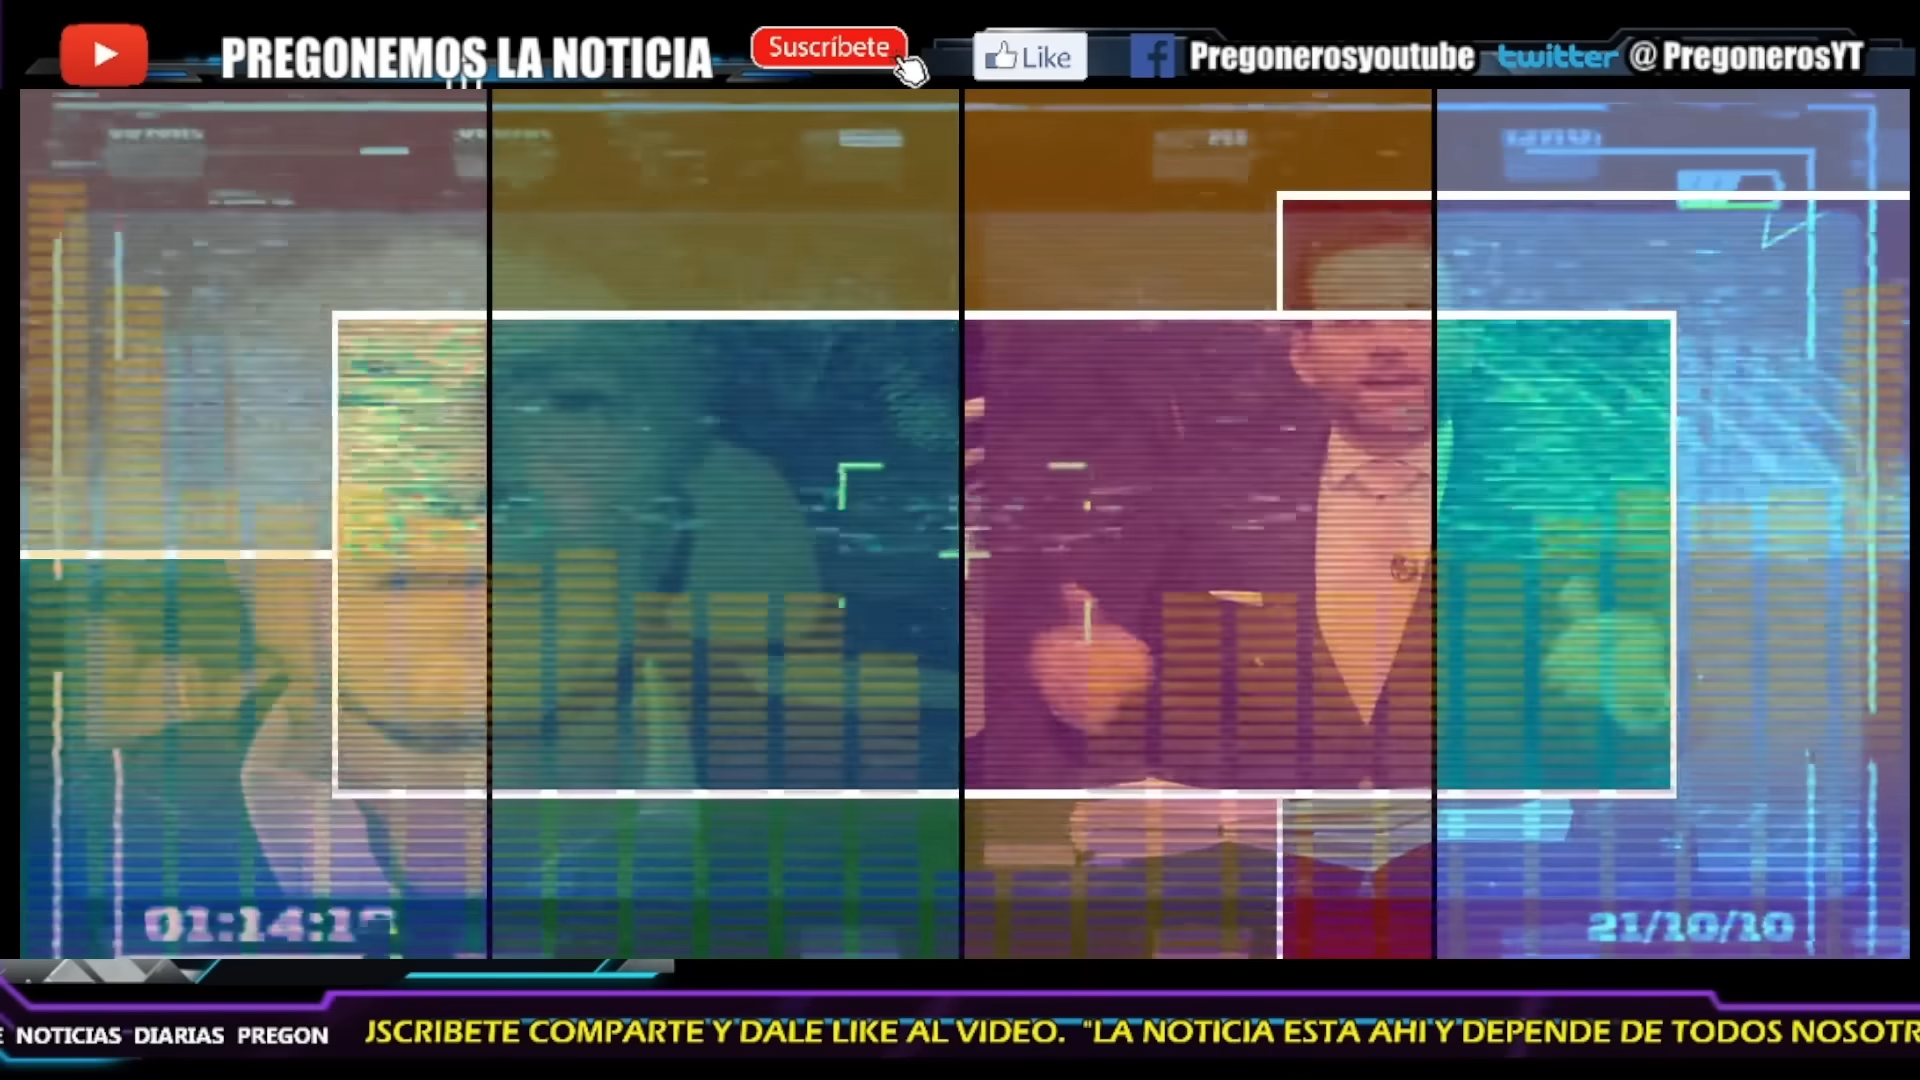 PREGONEMOS LA NOTICIA
Suscríbete
Like
Pregonerosyoutube
twitter @PregonerosYT
21/10/10
NOTICIAS DIARIAS PREGON
JSCRIBETE COMPARTE Y DALE LIKE AL VIDEO. "LA NOTICIA ESTA AHI Y DEPENDE DE TODOS NOSOTR